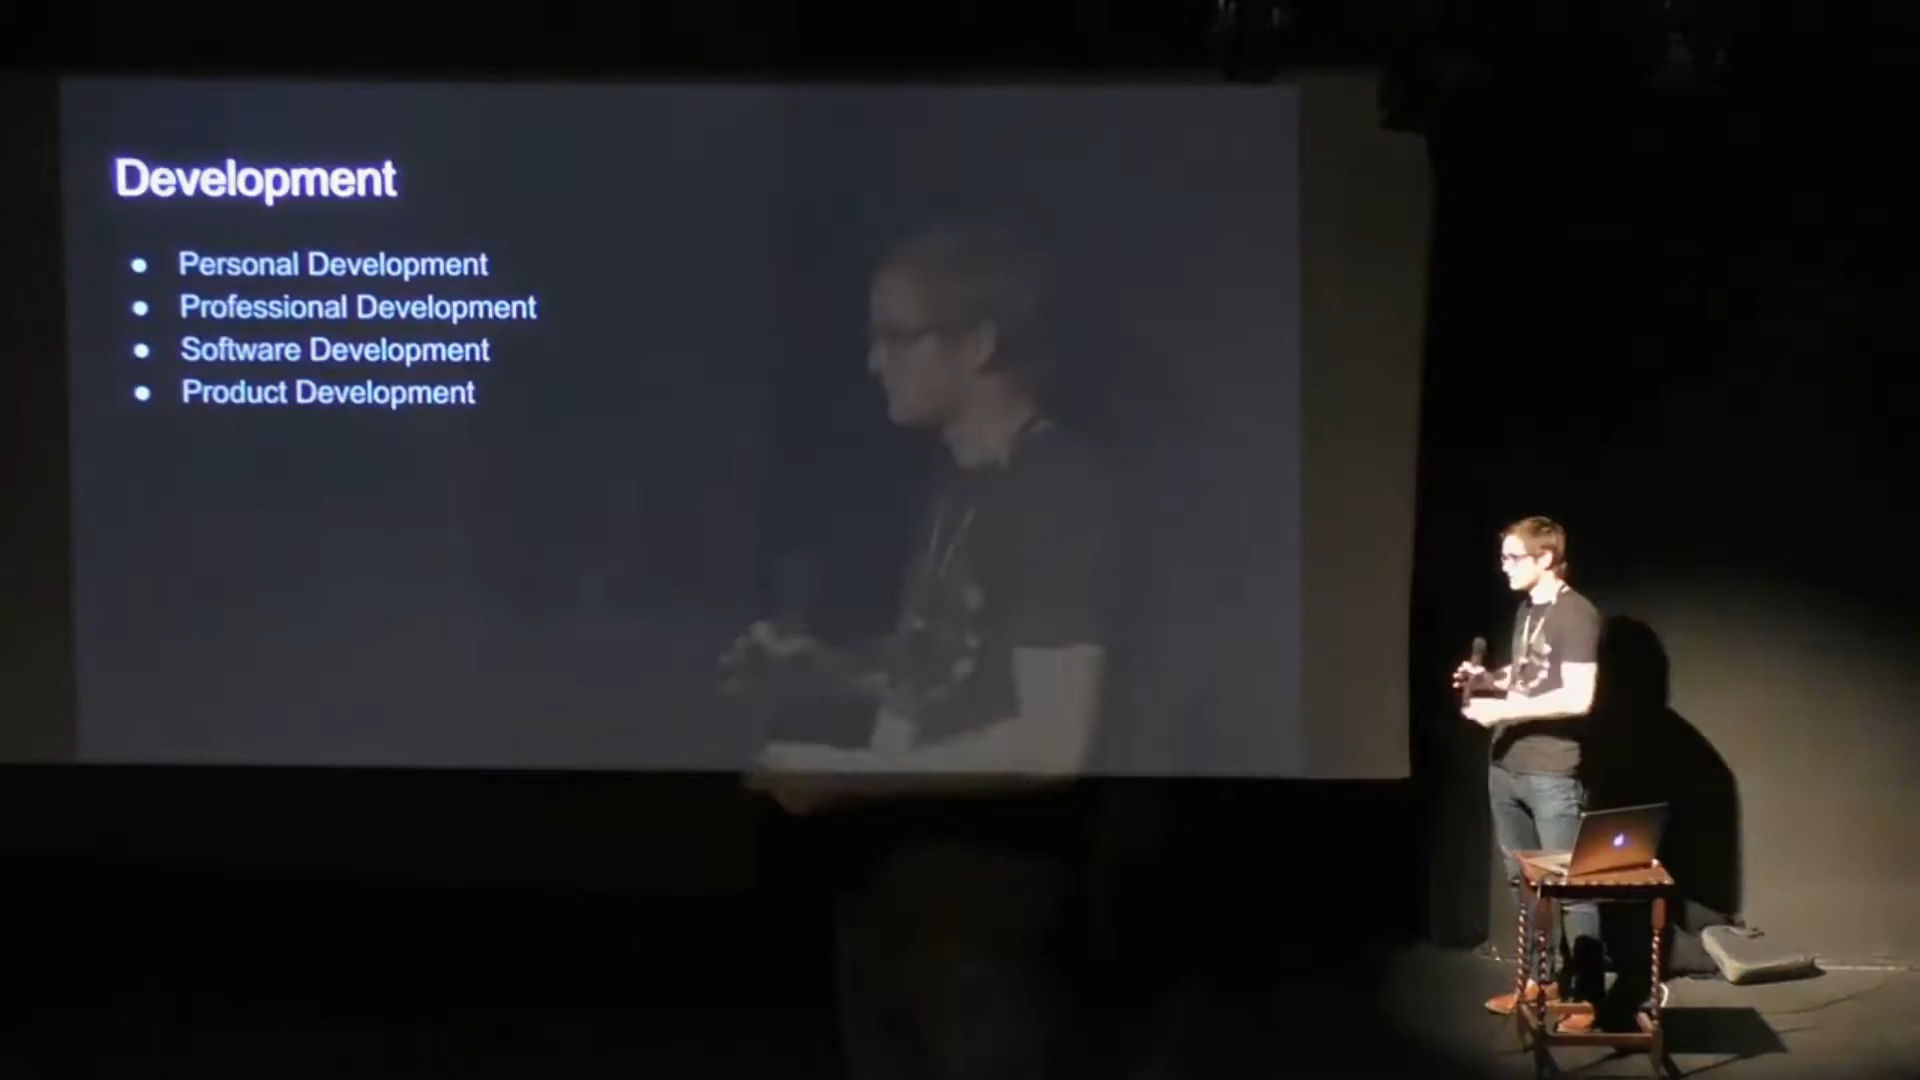 Development
● Personal Development
● Professional Development
● Software Development
● Product Development